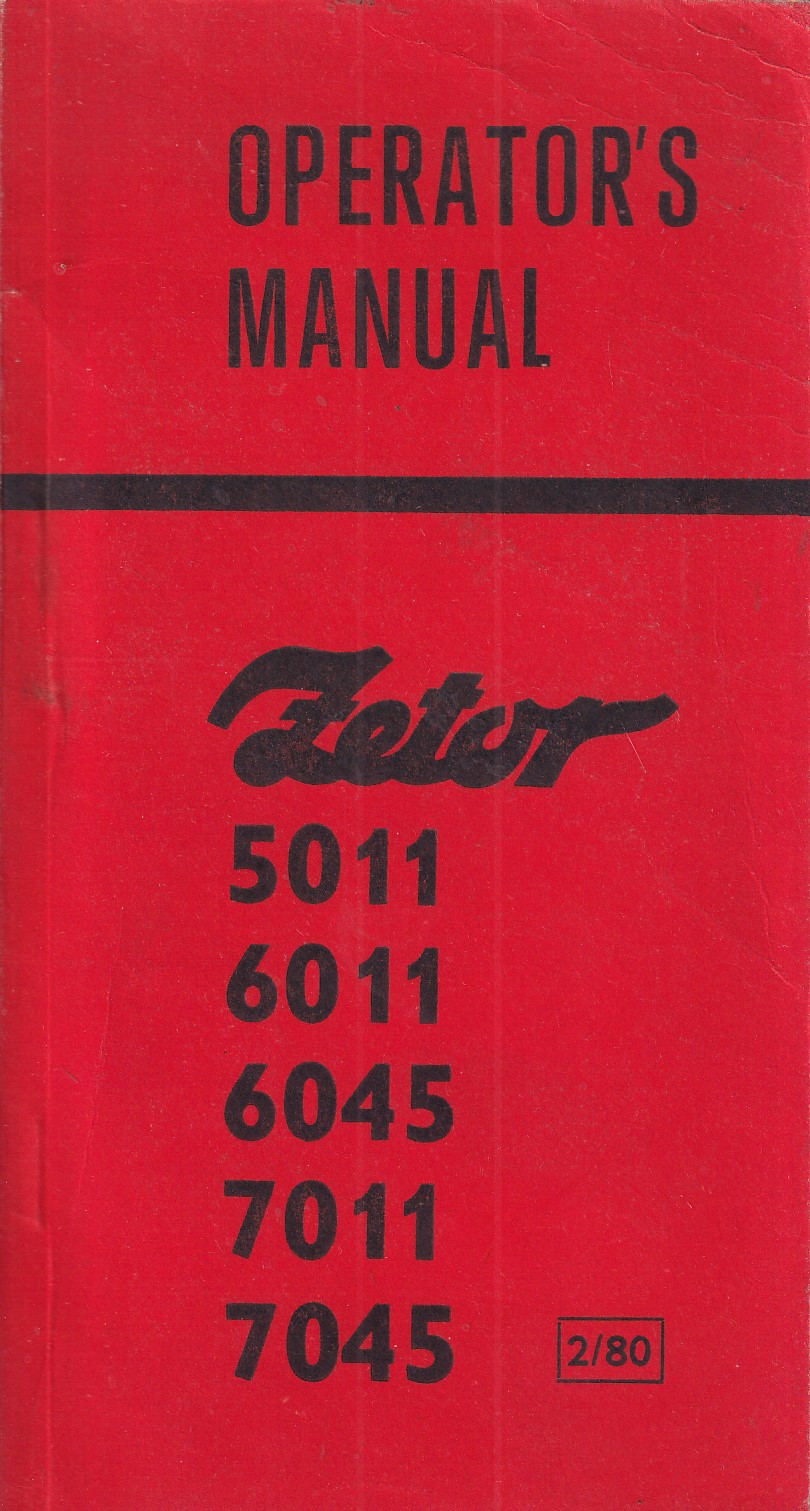 OPERATOR'S
MANUAL
Zetor
5011
6011
6045
7011
7045
2/80